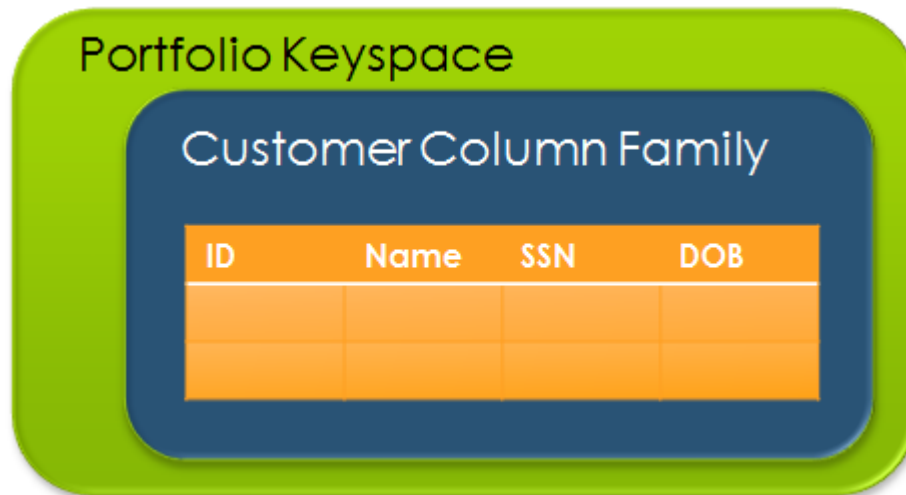 Portfolio Keyspace
Customer Column Family
ID Name SSN DOB